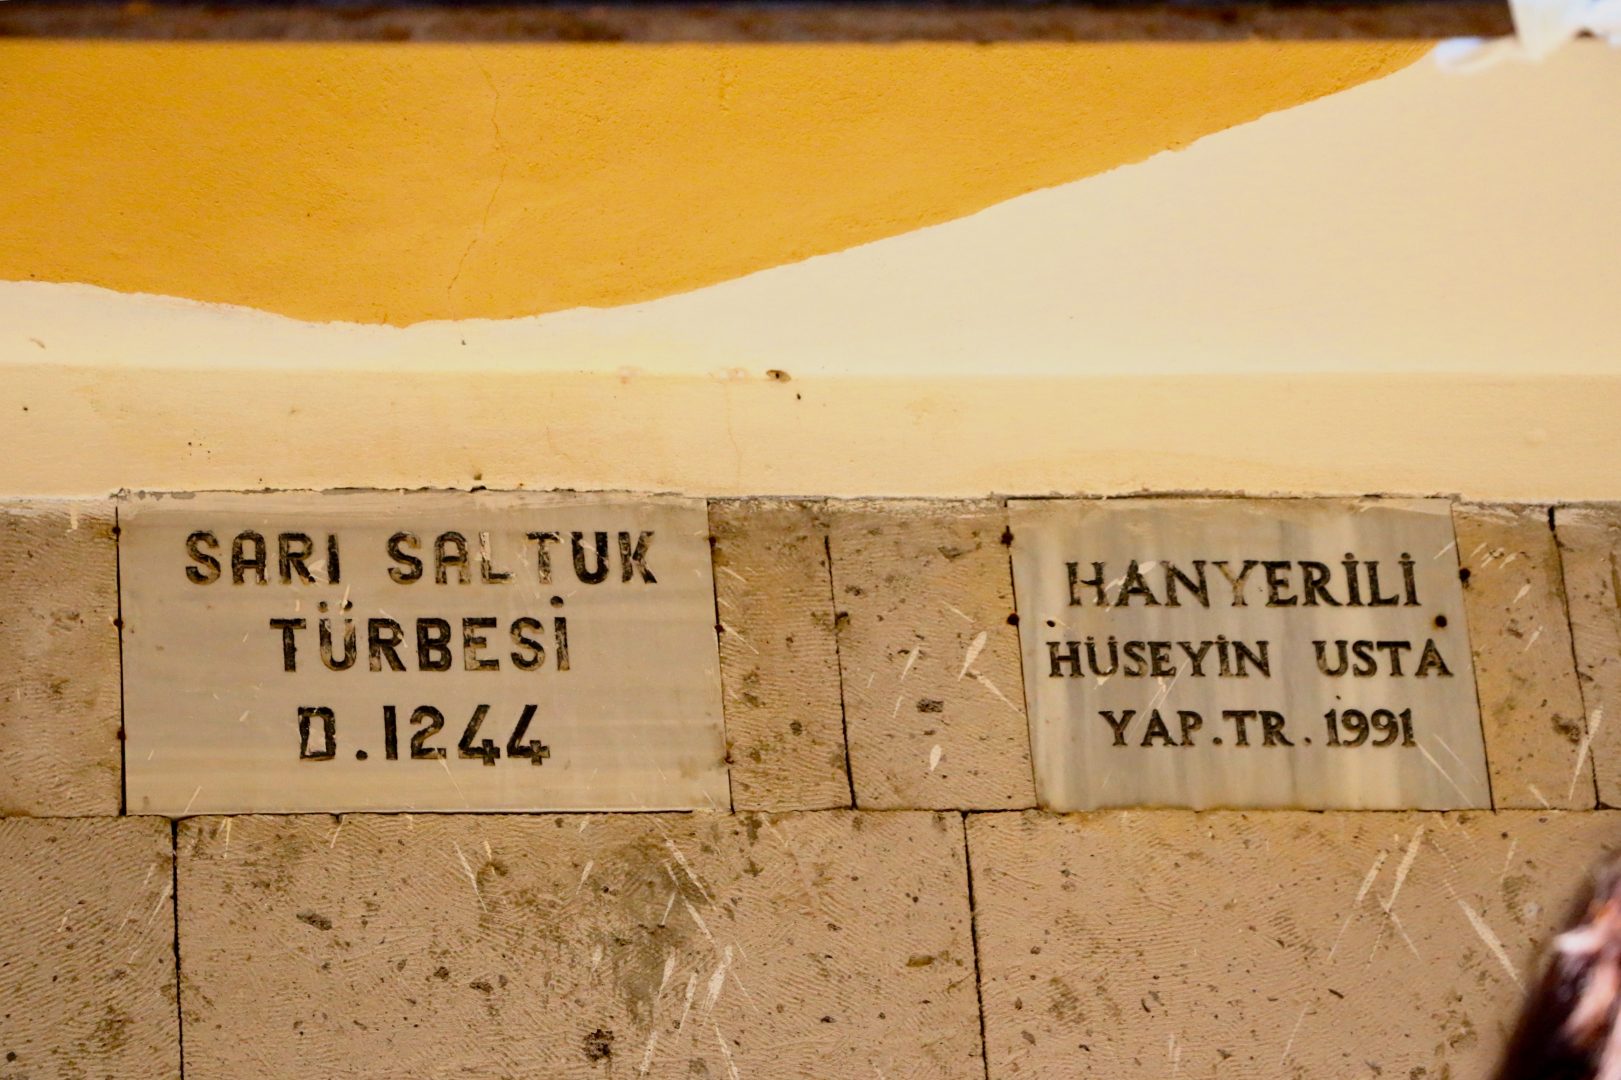 SARI SALTUK
TÜRBESİ
D.1244
HANYERİLİ
HÜSEYİN USTA
YAP.TR.1991